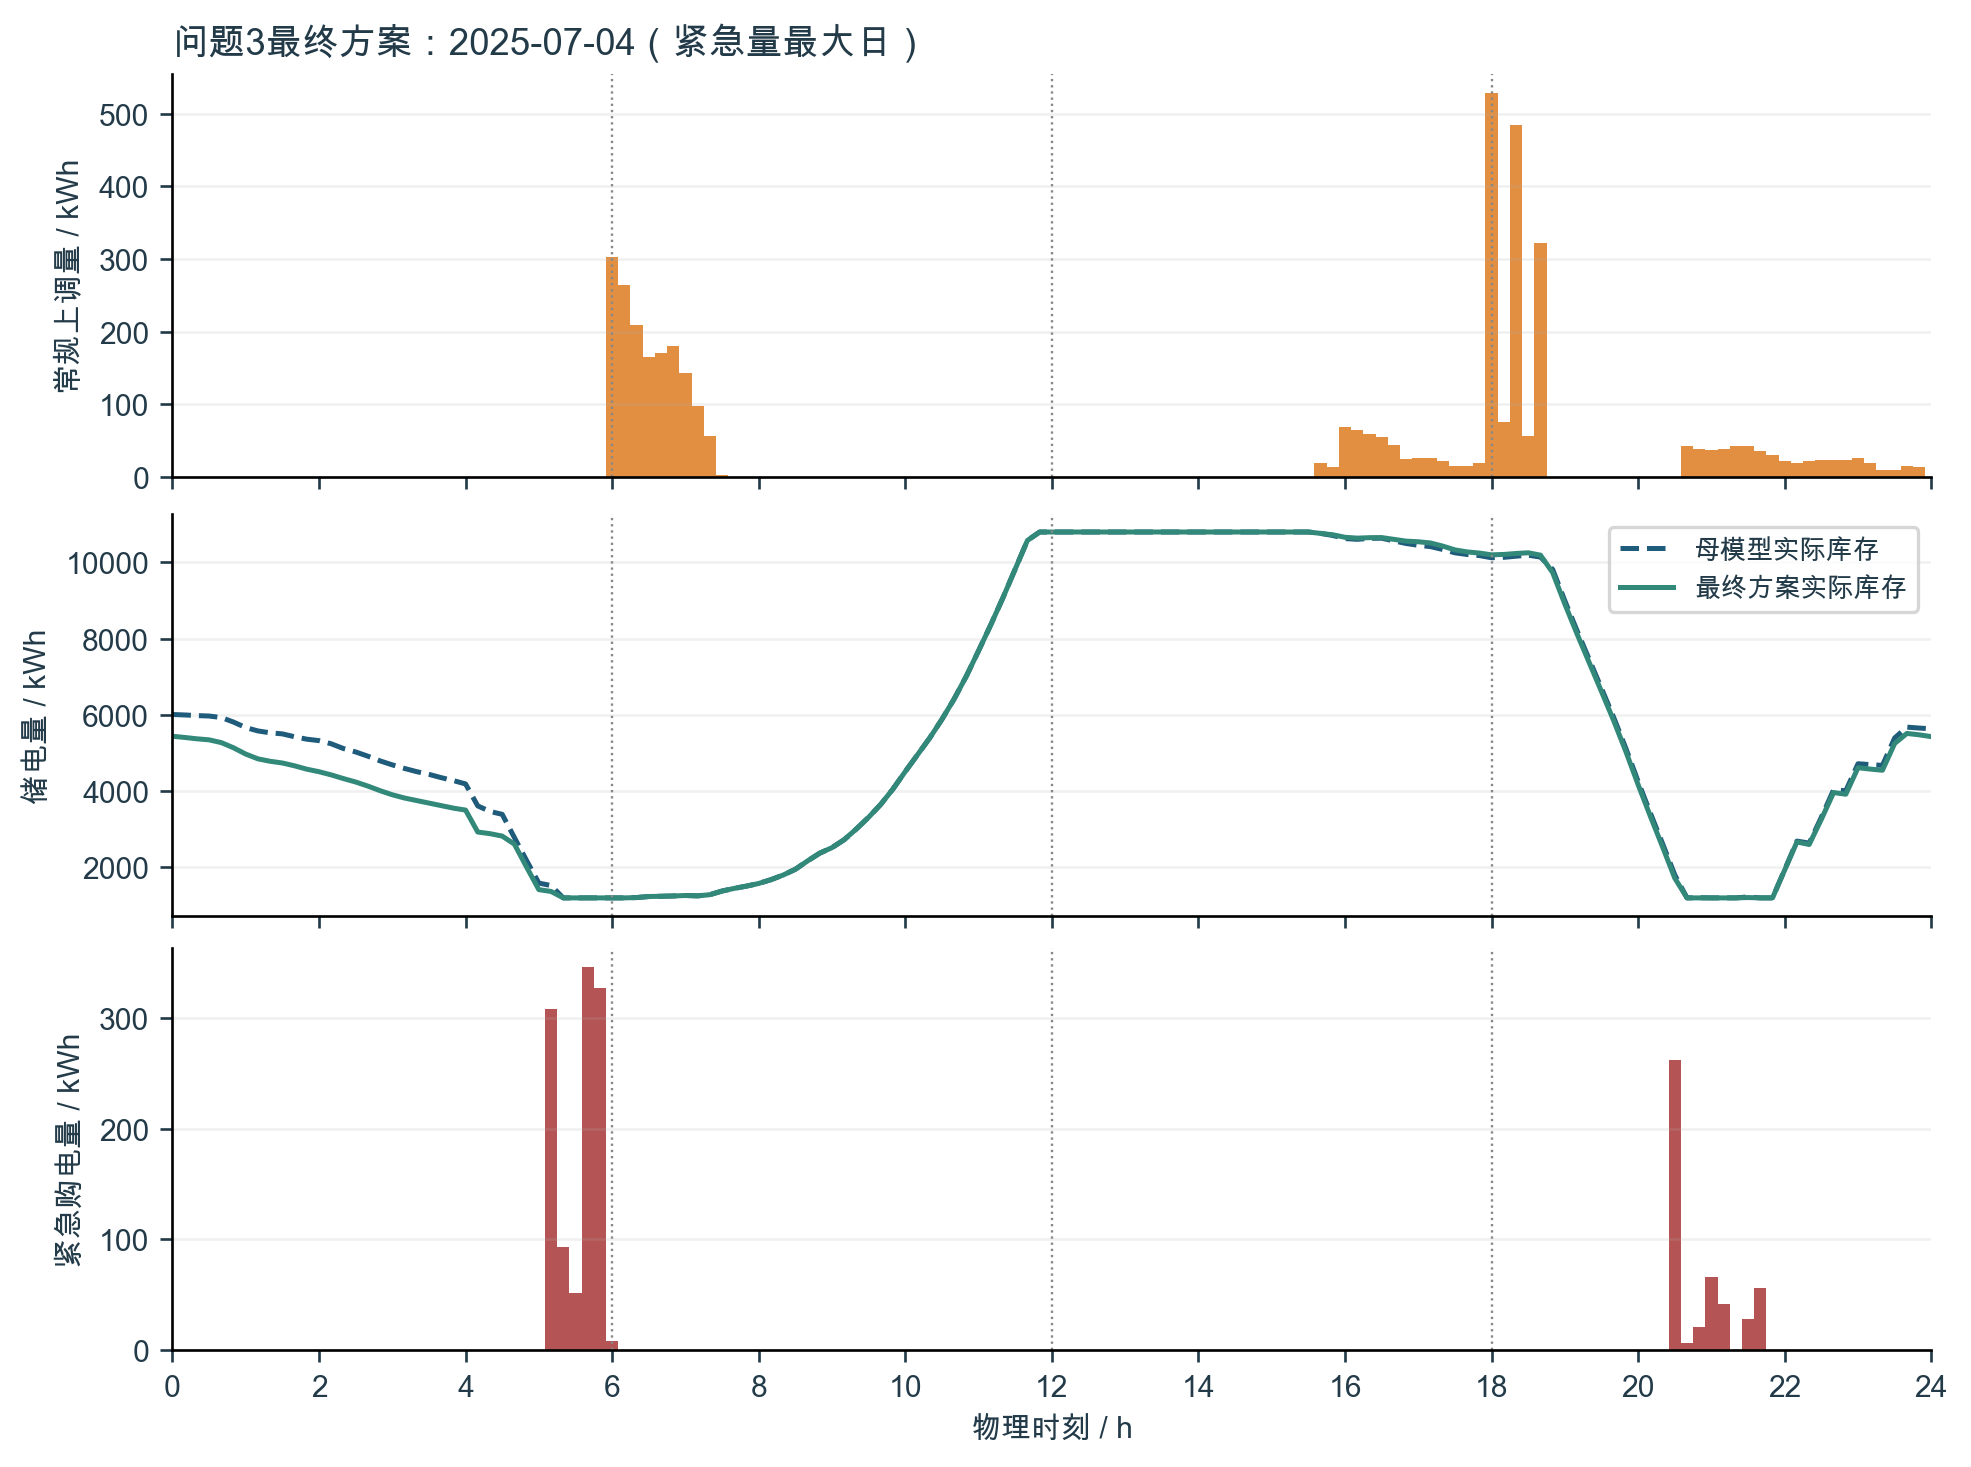 问题3最终方案：2025-07-04（紧急量最大日）
常规上调量 / kWh
500
400
300
200
100
0
储电量 / kWh
10000
8000
6000
4000
2000
母模型实际库存
最终方案实际库存
紧急购电量 / kWh
300
200
100
0
0 2 4 6 8 10 12 14 16 18 20 22 24
物理时刻 / h